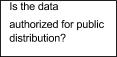 Is the data
authorized for public
distribution?